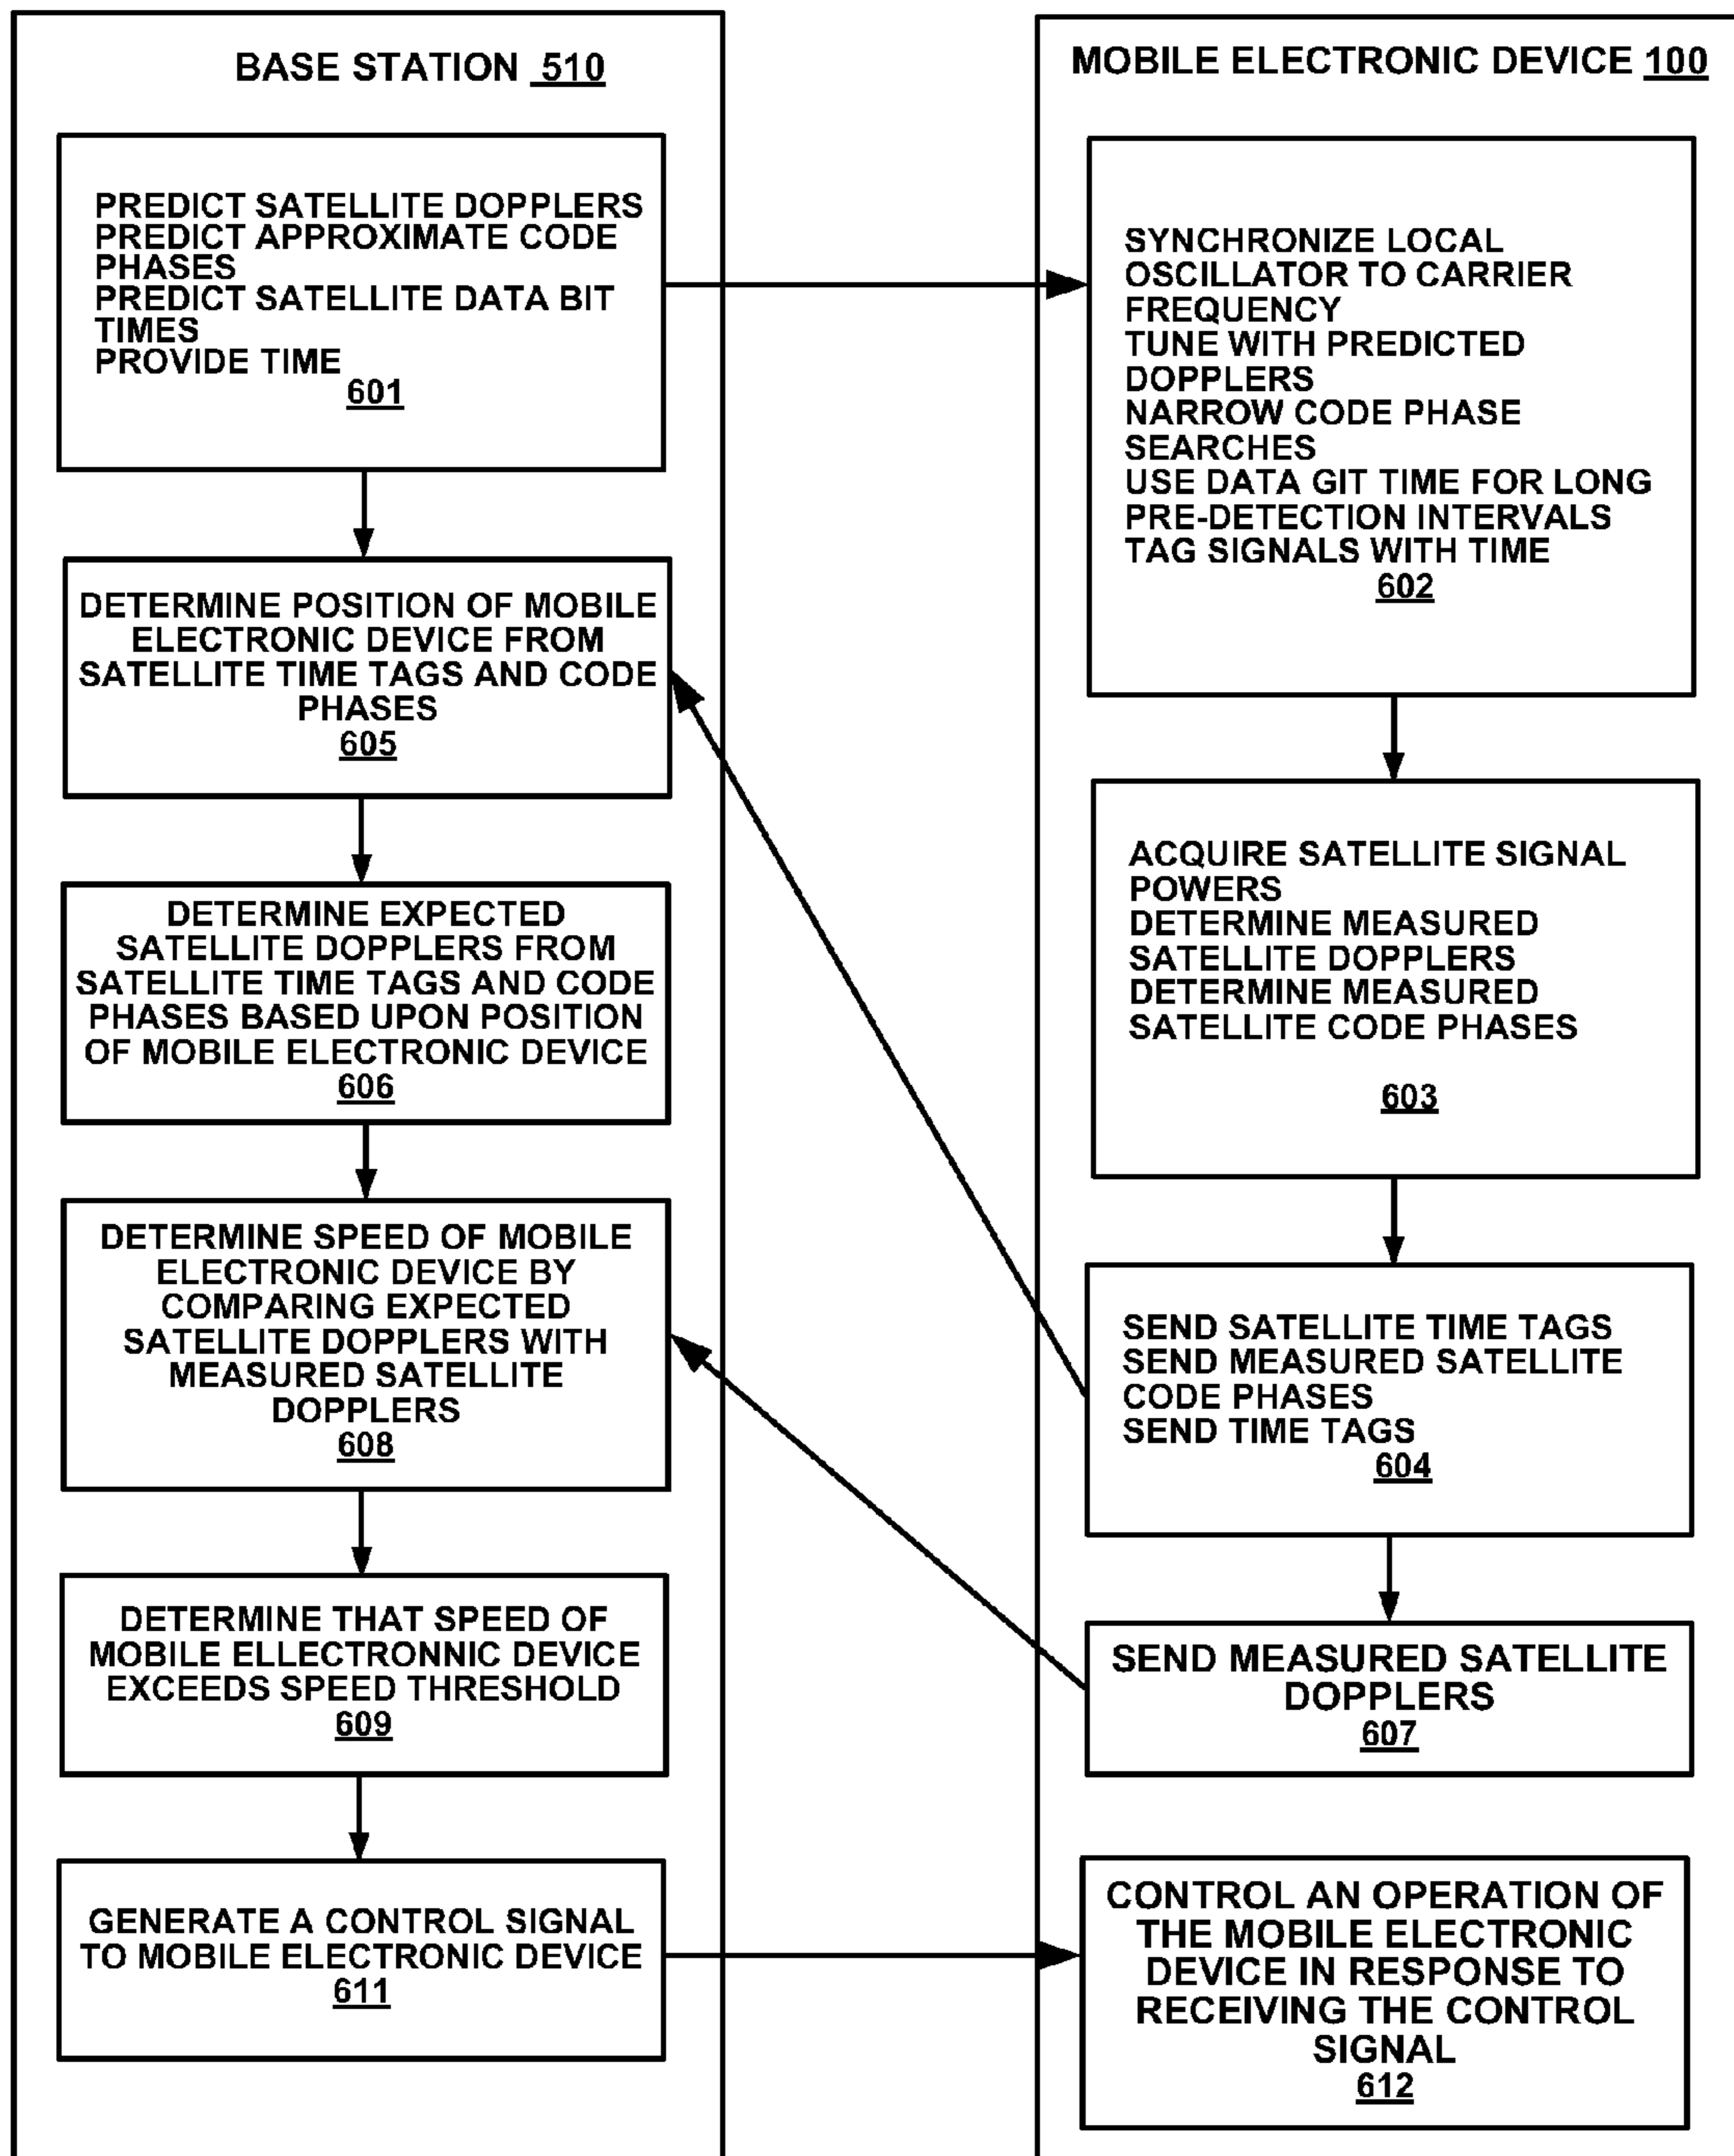 BASE STATION 510
PREDICT SATELLITE DOPPLERS
PREDICT APPROXIMATE CODE
PHASES
PREDICT SATELLITE DATA BIT
TIMES
PROVIDE TIME
601
DETERMINE POSITION OF MOBILE
ELECTRONIC DEVICE FROM
SATELLITE TIME TAGS AND CODE
PHASES
605
DETERMINE EXPECTED
SATELLITE DOPPLERS FROM
SATELLITE TIME TAGS AND CODE
PHASES BASED UPON POSITION
OF MOBILE ELECTRONIC DEVICE
606
DETERMINE SPEED OF MOBILE
ELECTRONIC DEVICE BY
COMPARING EXPECTED
SATELLITE DOPPLERS WITH
MEASURED SATELLITE
DOPPLERS
608
DETERMINE THAT SPEED OF
MOBILE ELLECTRONNIC DEVICE
EXCEEDS SPEED THRESHOLD
609
GENERATE A CONTROL SIGNAL
TO MOBILE ELECTRONIC DEVICE
611
MOBILE ELECTRONIC DEVICE 100
SYNCHRONIZE LOCAL
OSCILLATOR TO CARRIER
FREQUENCY
TUNE WITH PREDICTED
DOPPLERS
NARROW CODE PHASE
SEARCHES
USE DATA GIT TIME FOR LONG
PRE-DETECTION INTERVALS
TAG SIGNALS WITH TIME
602
ACQUIRE SATELLITE SIGNAL
POWERS
DETERMINE MEASURED
SATELLITE DOPPLERS
DETERMINE MEASURED
SATELLITE CODE PHASES
603
SEND SATELLITE TIME TAGS
SEND MEASURED SATELLITE
CODE PHASES
SEND TIME TAGS
604
SEND MEASURED SATELLITE
DOPPLERS
607
CONTROL AN OPERATION OF
THE MOBILE ELECTRONIC
DEVICE IN RESPONSE TO
RECEIVING THE CONTROL
SIGNAL
612